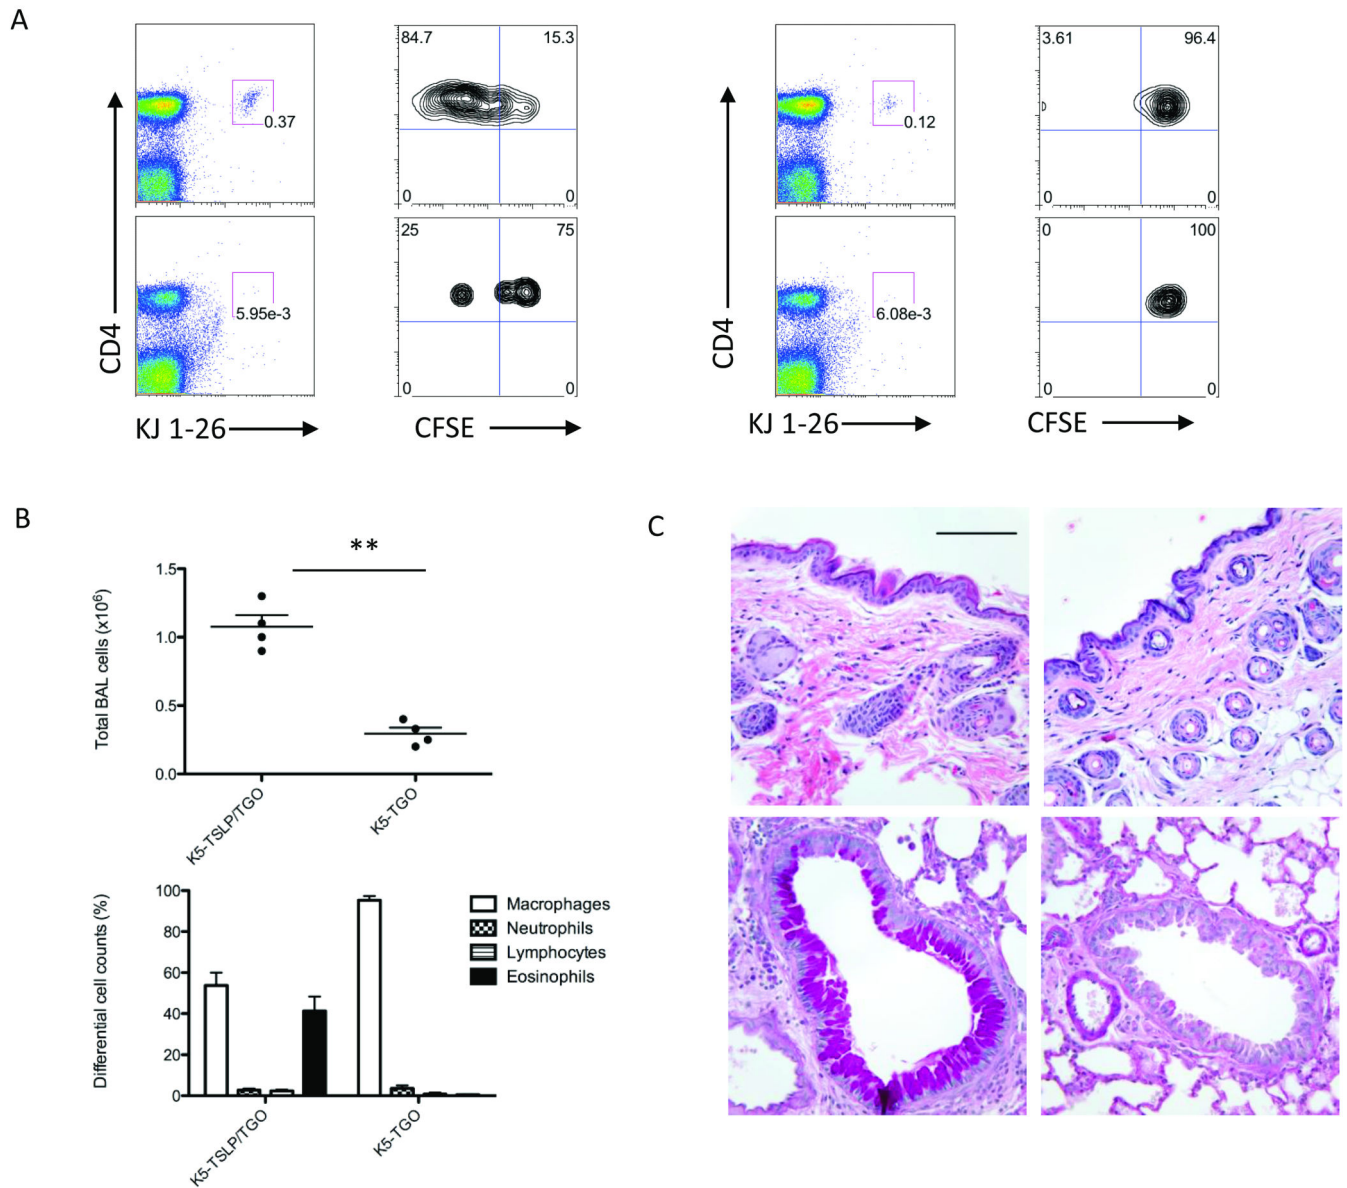 A
84.7 15.3
3.61 96.4
0.37
0.12
0 0
0 0
25 75
0 100
5.95e-3
6.08e-3
0 0
0 0
CD4
CD4
KJ 1-26
CFSE
KJ 1-26
CFSE
B
**
Total BAL cells (x10⁶)
1.5
1.0
0.5
0.0
K5-TSLP/TGO
K5-TGO
Differential cell counts (%)
100
80
60
40
20
0
Macrophages
Neutrophils
Lymphocytes
Eosinophils
K5-TSLP/TGO
K5-TGO
C